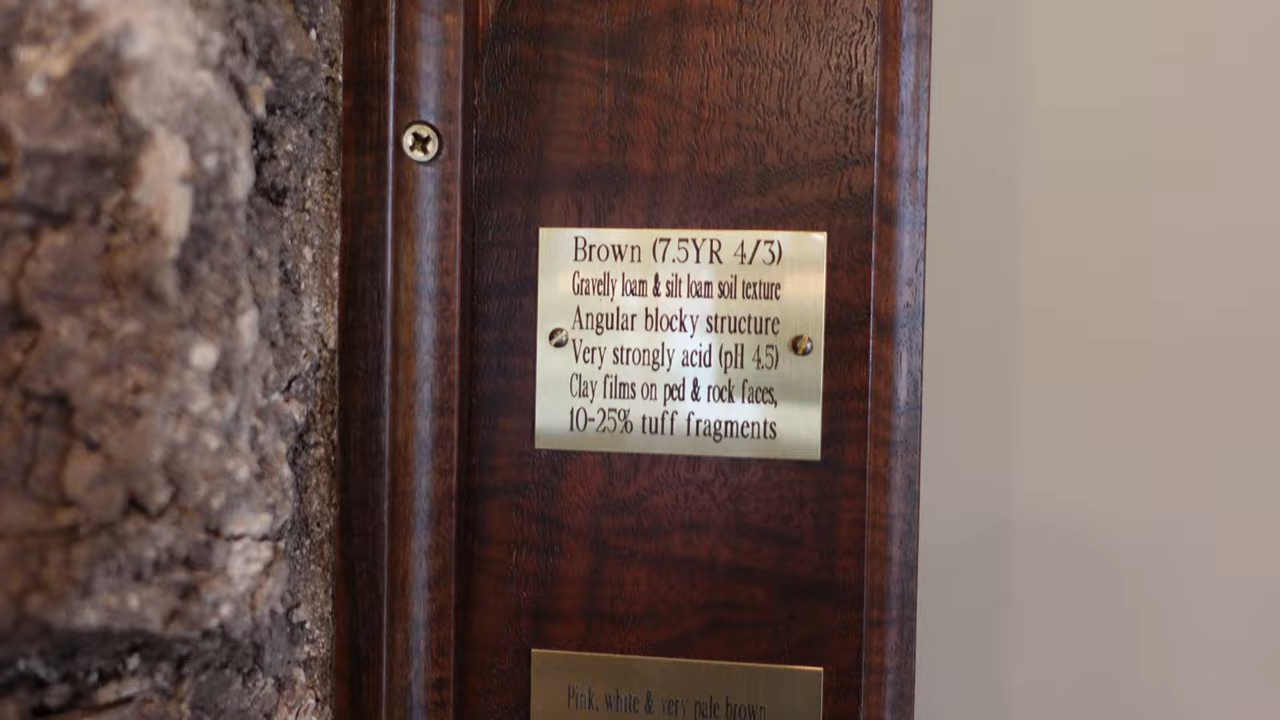 Brown (7.5YR 4/3)
Gravelly loam & silt loam soil texture
Angular blocky structure
Very strongly acid (pH 4.5)
Clay films on ped & rock faces,
10-25% tuff fragments
Pink, white & very pale brown